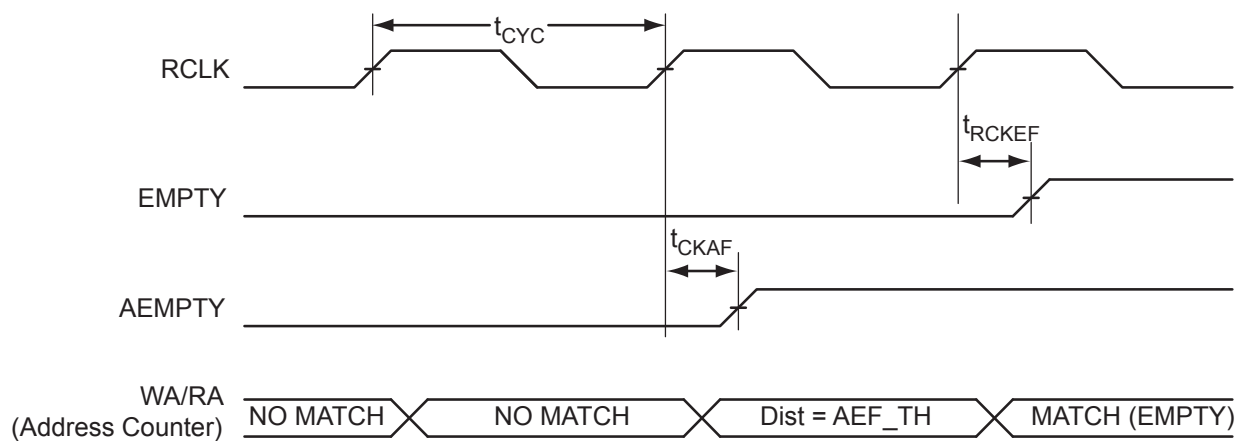 tCYC
RCLK
tRCKEF
EMPTY
tCKAF
AEMPTY
WA/RA
(Address Counter)
NO MATCH
NO MATCH
Dist = AEF_TH
MATCH (EMPTY)